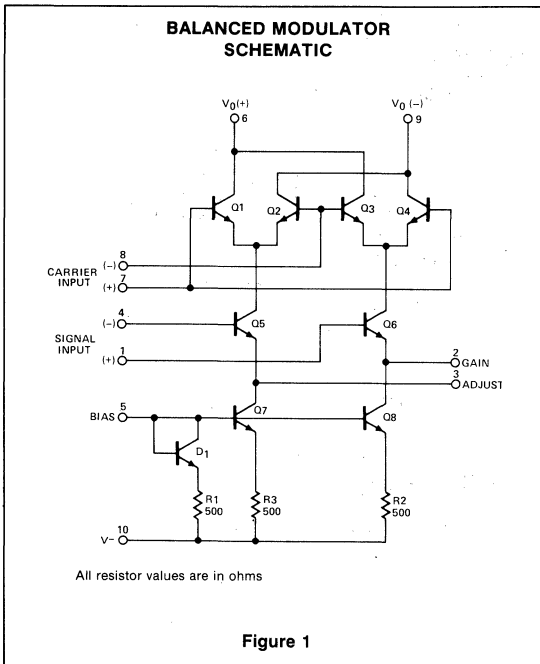 BALANCED MODULATOR
SCHEMATIC
V0(+) V0(-)
6 9
Q1 Q2 Q3 Q4
8
(-)
CARRIER
INPUT
7
(+)
4
(-)
Q5 Q6
SIGNAL
INPUT
1
(+)
2
GAIN
3
ADJUST
5
BIAS
Q7 Q8
D1
R1
500
R3
500
R2
500
10
V-
All resistor values are in ohms
Figure 1